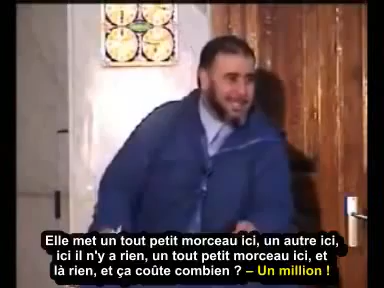 Elle met un tout petit morceau ici, un autre ici,
ici il n'y a rien, un tout petit morceau ici, et
là rien, et ça coûte combien ? – Un million !